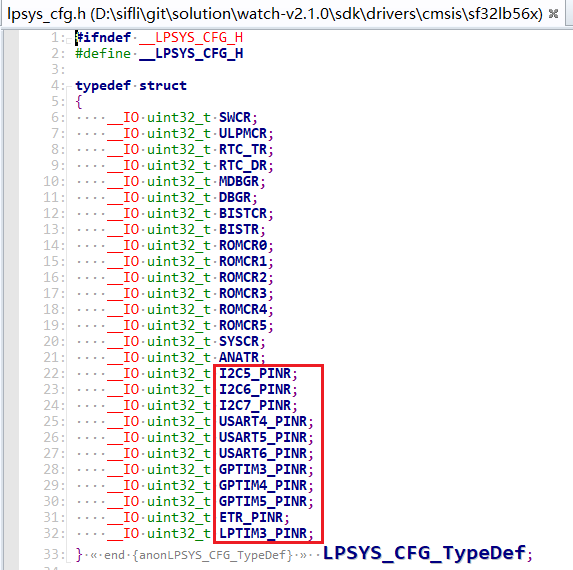 lpsys_cfg.h (D:\sifli\git\solution\watch-v2.1.0\sdk\drivers\cmsis\sf32lb56x)
1: #ifndef __LPSYS_CFG_H
2: #define __LPSYS_CFG_H
3:
4: typedef struct
5: {
6: ····__IO·uint32_t·SWCR;
7: ····__IO·uint32_t·ULPMCR;
8: ····__IO·uint32_t·RTC_TR;
9: ····__IO·uint32_t·RTC_DR;
10: ····__IO·uint32_t·MDBGR;
11: ····__IO·uint32_t·DBGR;
12: ····__IO·uint32_t·BISTCR;
13: ····__IO·uint32_t·BISTR;
14: ····__IO·uint32_t·ROMCR0;
15: ····__IO·uint32_t·ROMCR1;
16: ····__IO·uint32_t·ROMCR2;
17: ····__IO·uint32_t·ROMCR3;
18: ····__IO·uint32_t·ROMCR4;
19: ····__IO·uint32_t·ROMCR5;
20: ····__IO·uint32_t·SYSCR;
21: ····__IO·uint32_t·ANATR;
22: ····__IO·uint32_t·I2C5_PINR;
23: ····__IO·uint32_t·I2C6_PINR;
24: ····__IO·uint32_t·I2C7_PINR;
25: ····__IO·uint32_t·USART4_PINR;
26: ····__IO·uint32_t·USART5_PINR;
27: ····__IO·uint32_t·USART6_PINR;
28: ····__IO·uint32_t·GPTIM3_PINR;
29: ····__IO·uint32_t·GPTIM4_PINR;
30: ····__IO·uint32_t·GPTIM5_PINR;
31: ····__IO·uint32_t·ETR_PINR;
32: ····__IO·uint32_t·LPTIM3_PINR;
33: } « end {anonLPSYS_CFG_TypeDef} » ·LPSYS_CFG_TypeDef;